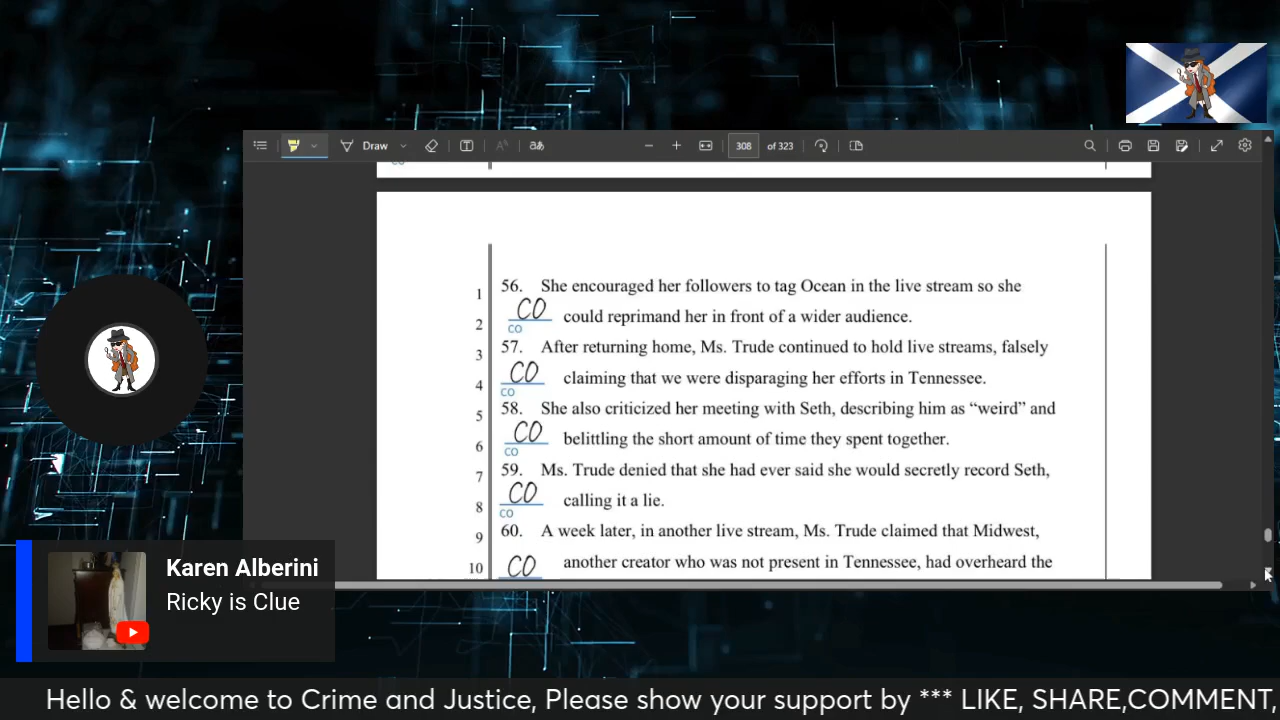 Draw
308
of 323
CO
1 56. She encouraged her followers to tag Ocean in the live stream so she
2 CO could reprimand her in front of a wider audience.
CO
3 57. After returning home, Ms. Trude continued to hold live streams, falsely
4 CO claiming that we were disparaging her efforts in Tennessee.
CO
5 58. She also criticized her meeting with Seth, describing him as “weird” and
6 CO belittling the short amount of time they spent together.
CO
7 59. Ms. Trude denied that she had ever said she would secretly record Seth,
8 CO calling it a lie.
CO
9 60. A week later, in another live stream, Ms. Trude claimed that Midwest,
10 CO another creator who was not present in Tennessee, had overheard the
Karen Alberini
Ricky is Clue
Hello & welcome to Crime and Justice, Please show your support by *** LIKE, SHARE,COMMENT,